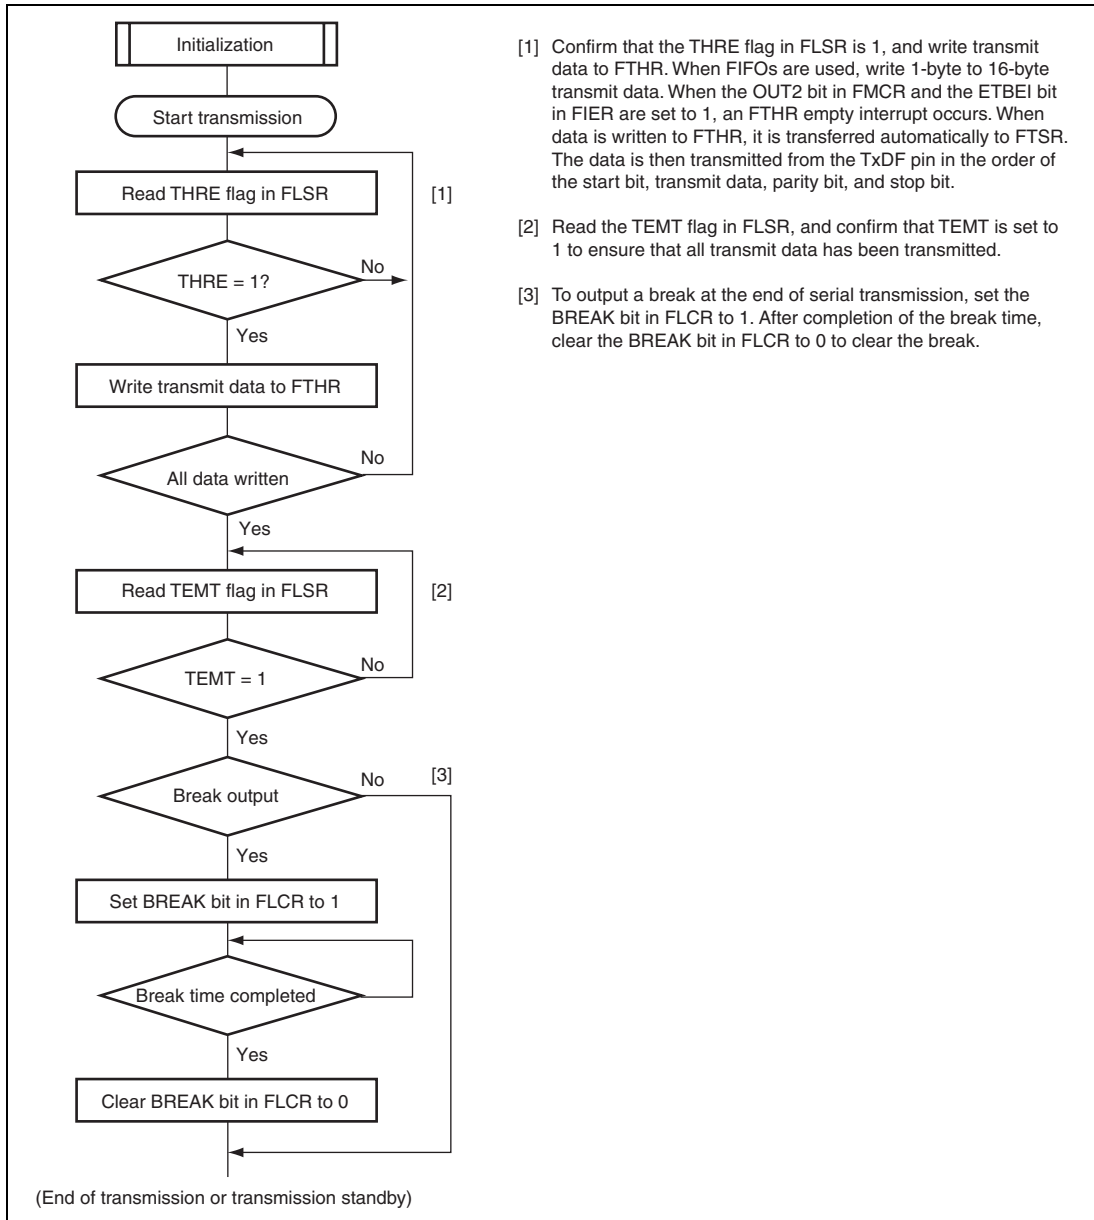 Initialization
Start transmission
Read THRE flag in FLSR
[1]
THRE = 1?
No
Yes
Write transmit data to FTHR
All data written
No
Yes
Read TEMT flag in FLSR
[2]
TEMT = 1
No
Yes
Break output
No
[3]
Yes
Set BREAK bit in FLCR to 1
Break time completed
Yes
Clear BREAK bit in FLCR to 0
(End of transmission or transmission standby)
[1] Confirm that the THRE flag in FLSR is 1, and write transmit
data to FTHR. When FIFOs are used, write 1-byte to 16-byte
transmit data. When the OUT2 bit in FMCR and the ETBEI bit
in FIER are set to 1, an FTHR empty interrupt occurs. When
data is written to FTHR, it is transferred automatically to FTSR.
The data is then transmitted from the TxDF pin in the order of
the start bit, transmit data, parity bit, and stop bit.
[2] Read the TEMT flag in FLSR, and confirm that TEMT is set to
1 to ensure that all transmit data has been transmitted.
[3] To output a break at the end of serial transmission, set the
BREAK bit in FLCR to 1. After completion of the break time,
clear the BREAK bit in FLCR to 0 to clear the break.